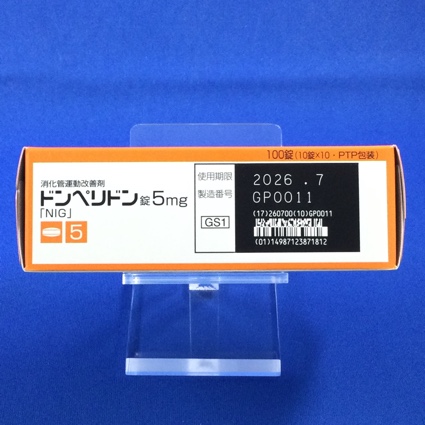 100錠(10錠×10・PTP包装)
消化管運動改善剤
ドンペリドン錠5mg
「NIG」
5
使用期限
製造番号
GS1
2026.7
GP0011
(17)260700(10)GP0011
(01)14987123871812